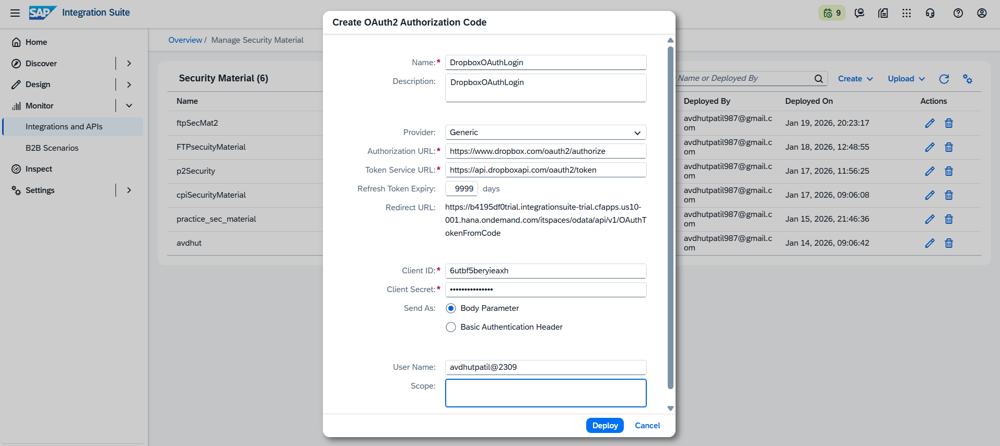 SAP Integration Suite
9
Home
Discover
Design
Monitor
Integrations and APIs
B2B Scenarios
Inspect
Settings
Overview / Manage Security Material
Security Material (6)
Name or Deployed By
Create
Upload
Name
Deployed By
Deployed On
Actions
ftpSecMat2
avdhutpatil987@gmail.c
om
Jan 19, 2026, 20:23:17
FTPsecuityMaterial
avdhutpatil987@gmail.c
om
Jan 18, 2026, 12:48:55
p2Security
avdhutpatil987@gmail.c
om
Jan 17, 2026, 11:56:25
cpiSecurityMaterial
avdhutpatil987@gmail.c
om
Jan 17, 2026, 09:06:08
practice_sec_material
avdhutpatil987@gmail.c
om
Jan 15, 2026, 21:46:36
avdhut
avdhutpatil987@gmail.c
om
Jan 14, 2026, 09:06:42
Create OAuth2 Authorization Code
Name:* DropboxOAuthLogin
Description: DropboxOAuthLogin
Provider: Generic
Authorization URL:* https://www.dropbox.com/oauth2/authorize
Token Service URL:* https://api.dropboxapi.com/oauth2/token
Refresh Token Expiry: 9999 days
Redirect URL: https://b4195df0trial.integrationsuite-trial.cfapps.us10-
001.hana.ondemand.com/itspaces/odata/api/v1/OAuthT
okenFromCode
Client ID:* 6utbf5beryieaxh
Client Secret:* •••••••••••••••
Send As: Body Parameter
Basic Authentication Header
User Name: avdhutpatil@2309
Scope:
Deploy
Cancel